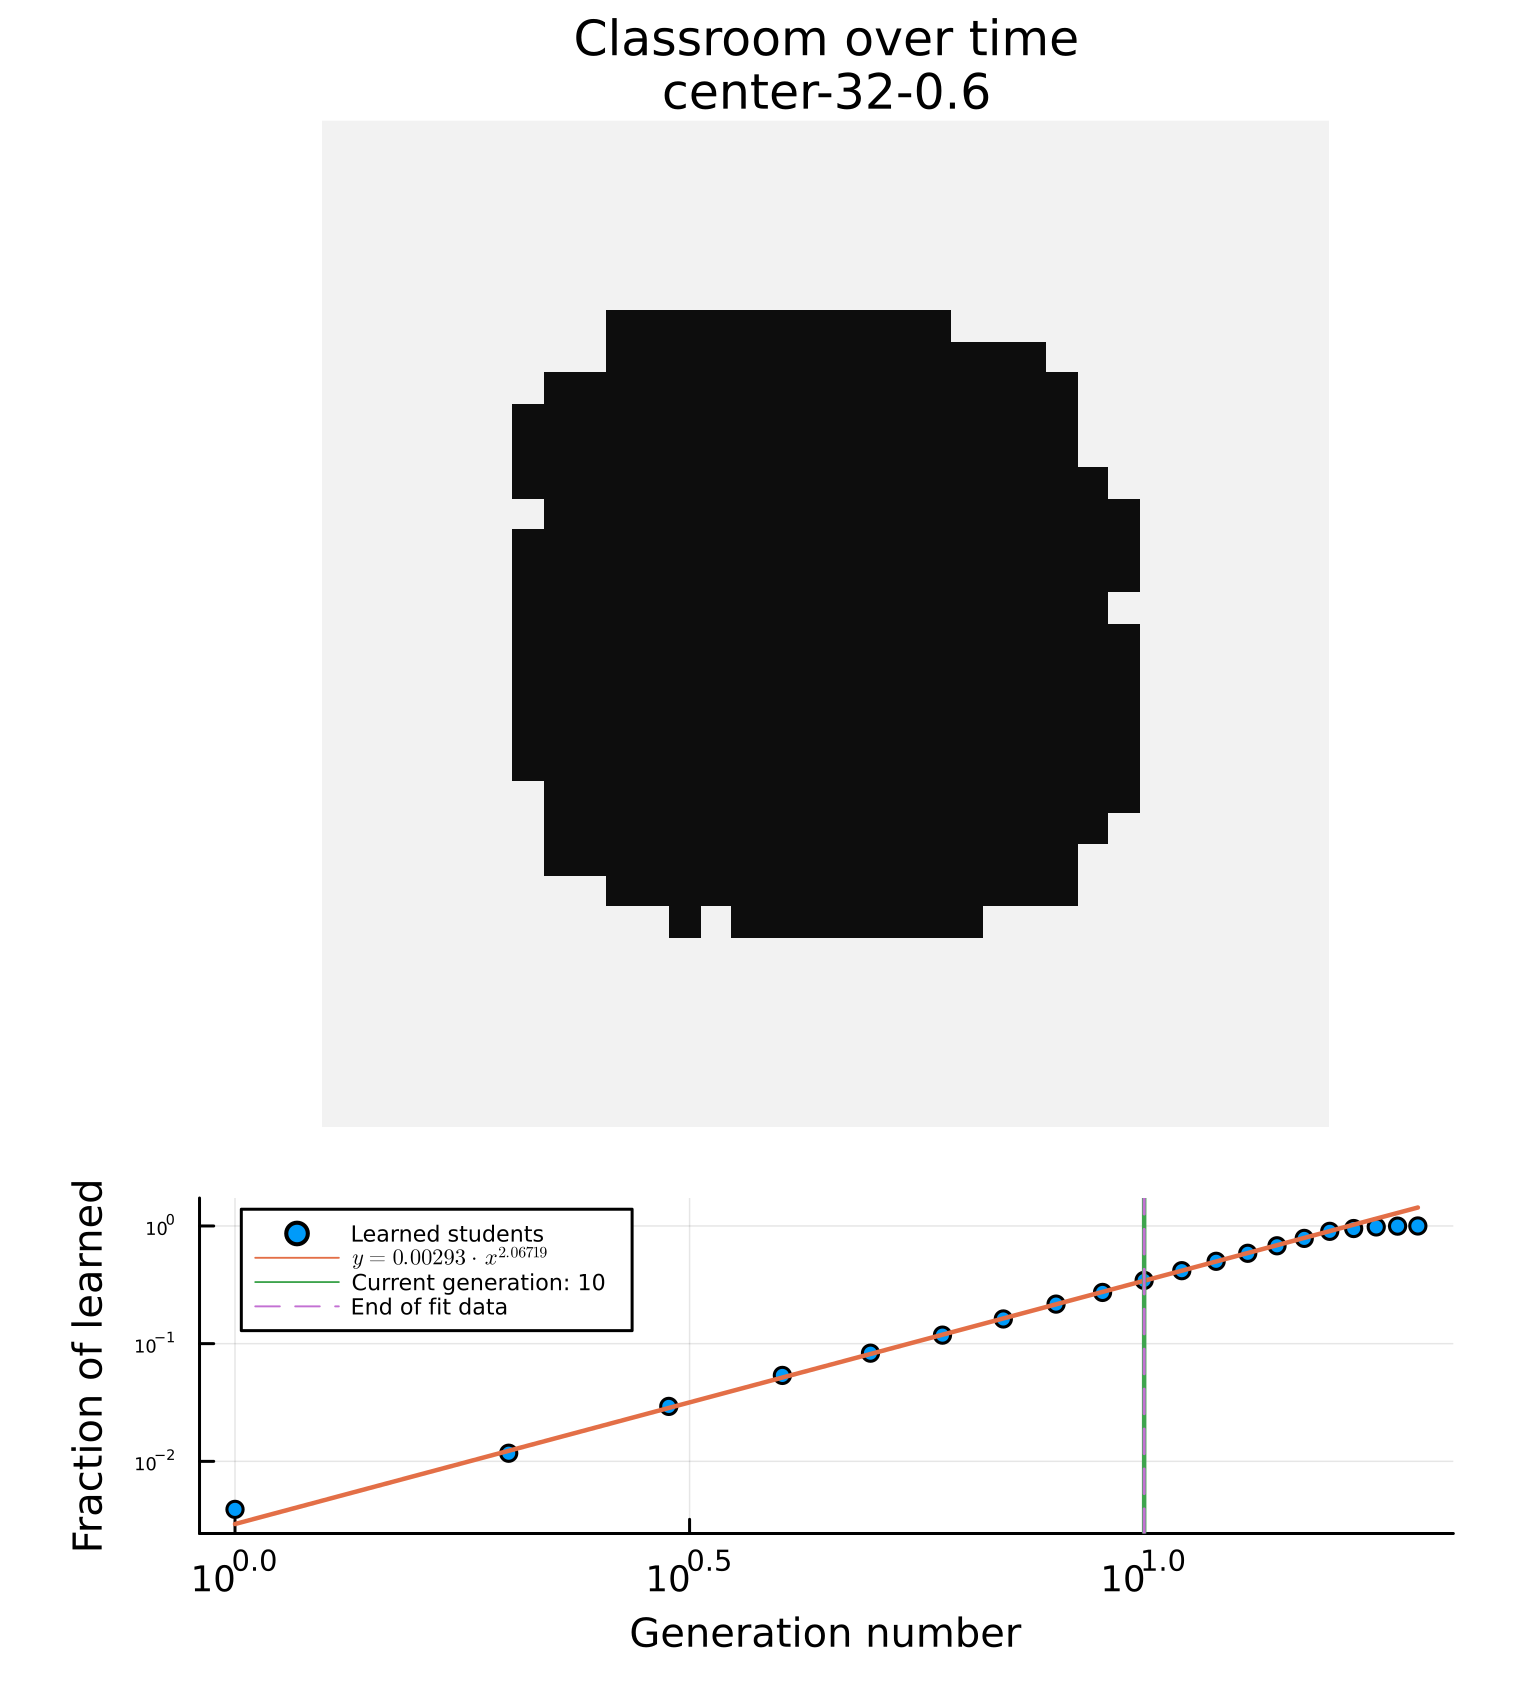 Classroom over time
center-32-0.6
Fraction of learned
10^0
10^−1
10^−2
Learned students
y = 0.00293 · x^2.06719
Current generation: 10
End of fit data
10^0.0 10^0.5 10^1.0
Generation number